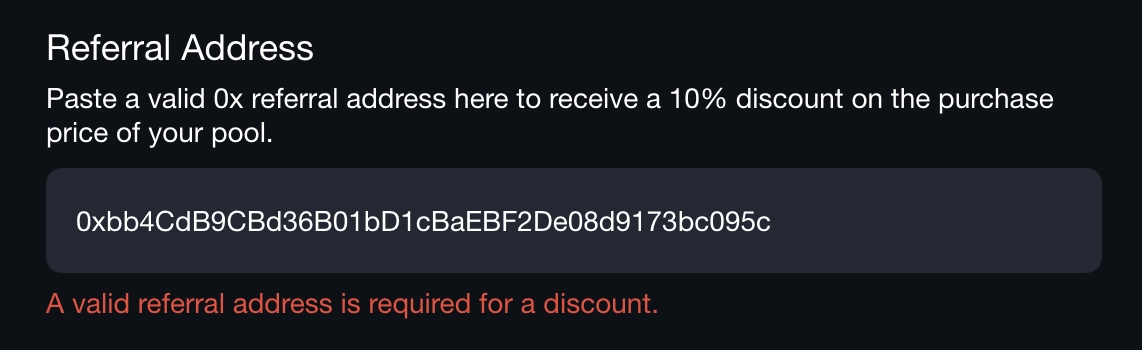 Referral Address
Paste a valid 0x referral address here to receive a 10% discount on the purchase
price of your pool.
0xbb4CdB9CBd36B01bD1cBaEBF2De08d9173bc095c
A valid referral address is required for a discount.